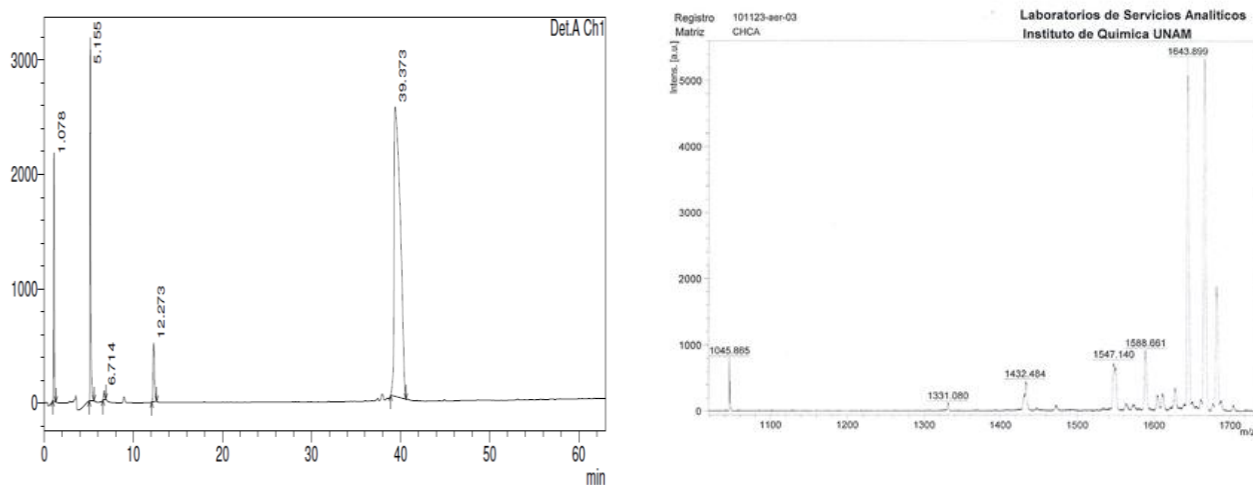 Det.A Ch1
1.078
5.155
6.714
12.273
39.373
3000
2000
1000
0
0 10 20 30 40 50 60
min
Registro 101123-aer-03
Matriz CHCA
Laboratorios de Servicios Analiticos
Instituto de Quimica UNAM
Intens. [a.u.]
5000
4000
3000
2000
1000
0
1045.865
1331.080
1432.484
1547.140
1588.661
1643.899
1100 1200 1300 1400 1500 1600 1700
m/z